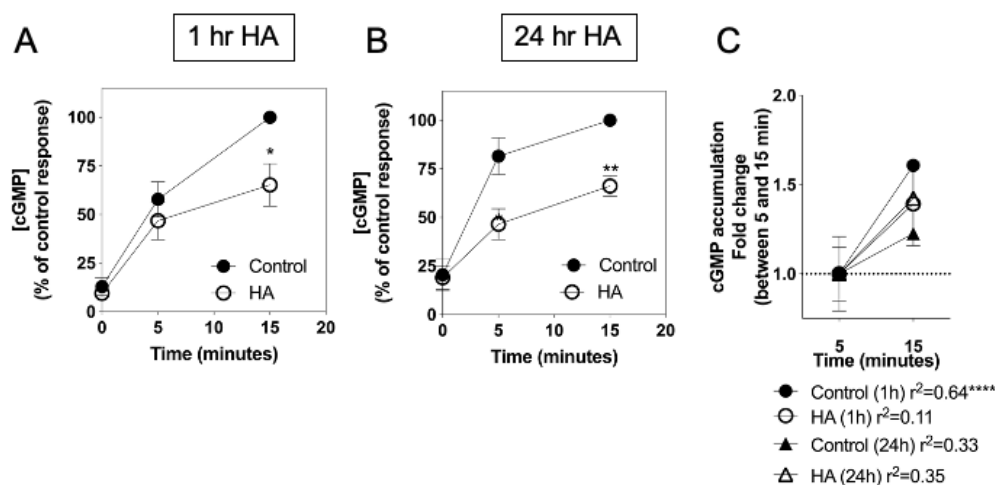 A
1 hr HA
[cGMP]
(% of control response)
100
75
50
25
0
*
Control
HA
0
5
10
15
20
Time (minutes)
B
24 hr HA
[cGMP]
(% of control response)
100
75
50
25
0
**
Control
HA
0
5
10
15
20
Time (minutes)
C
cGMP accumulation
Fold change
(between 5 and 15 min)
2.0
1.5
1.0
5
15
Time (minutes)
Control (1h) r²=0.64****
HA (1h) r²=0.11
Control (24h) r²=0.33
HA (24h) r²=0.35